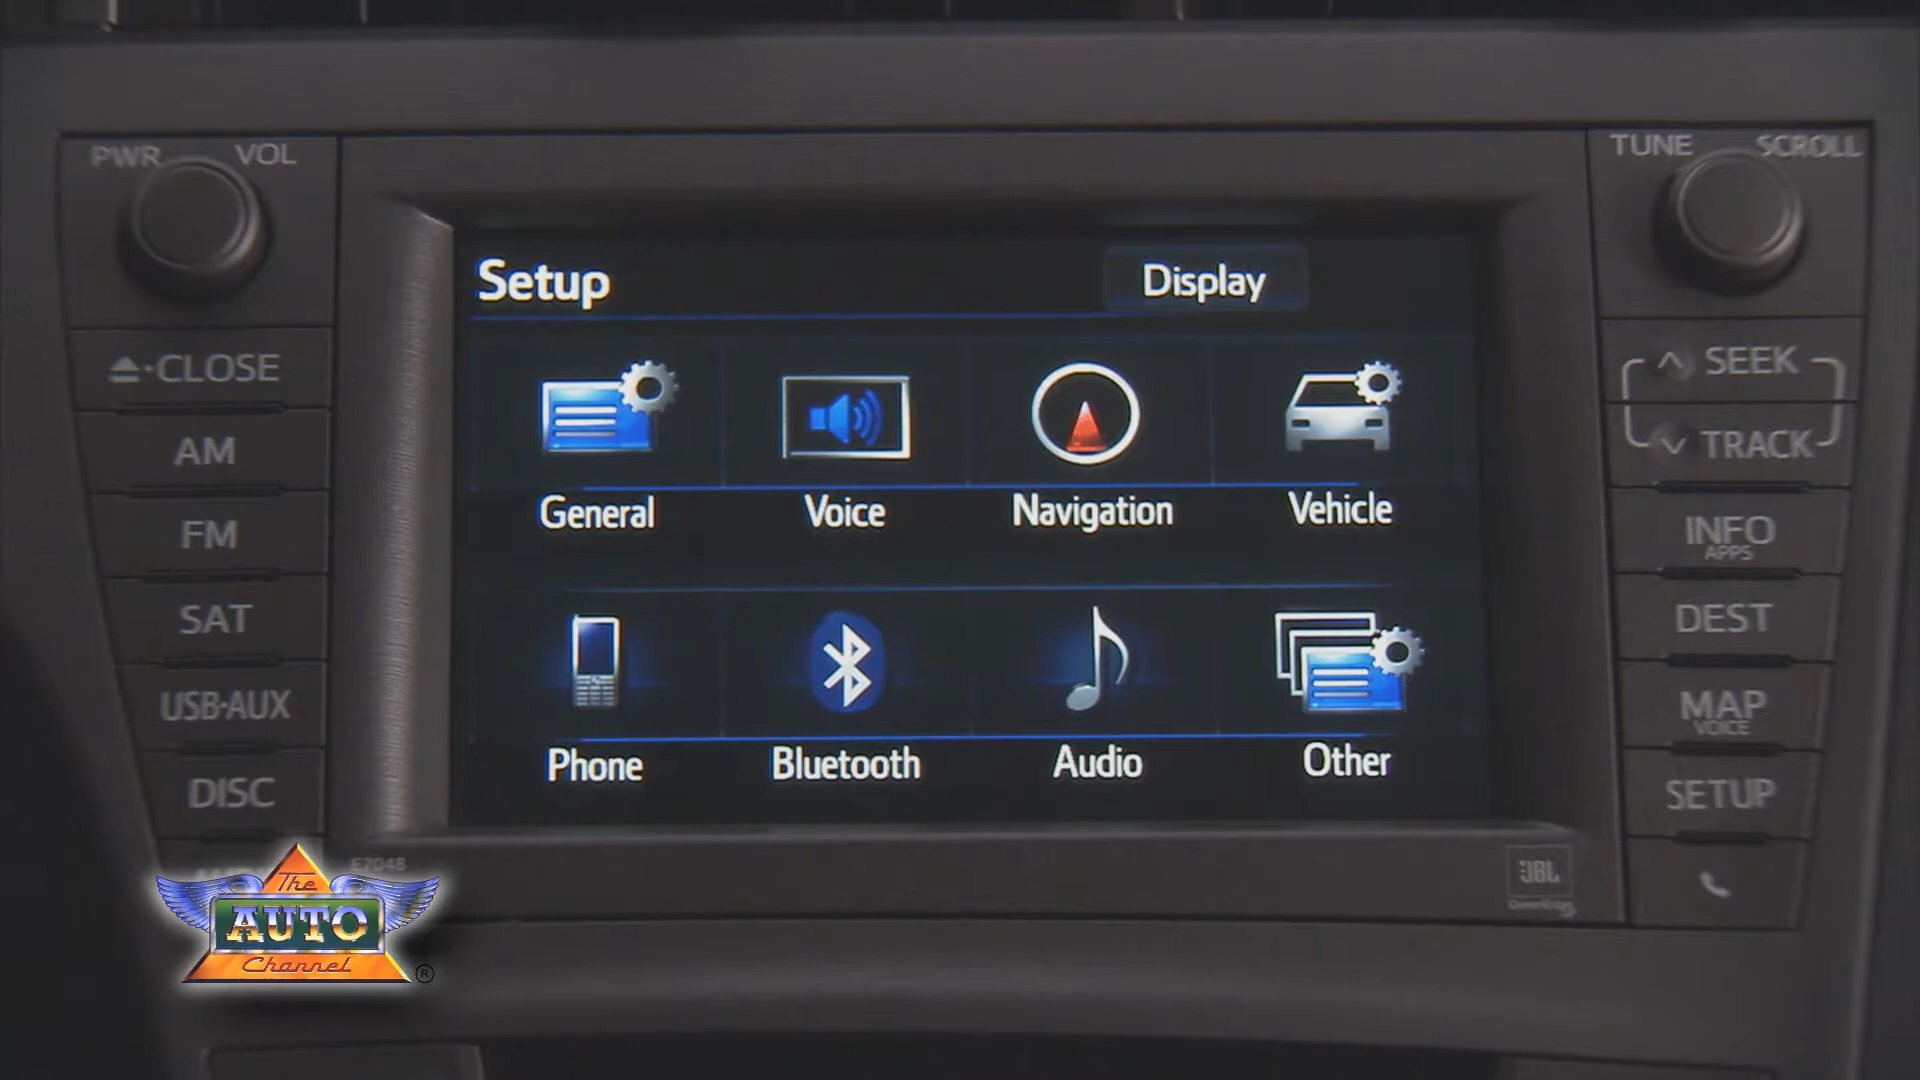 PWR VOL
TUNE SCROLL
Setup
Display
CLOSE
AM
FM
SAT
USB·AUX
DISC
General
Voice
Navigation
Vehicle
Phone
Bluetooth
Audio
Other
SEEK
TRACK
INFO
APPS
DEST
MAP
VOICE
SETUP
E7048
JBL
The
AUTO
Channel
®